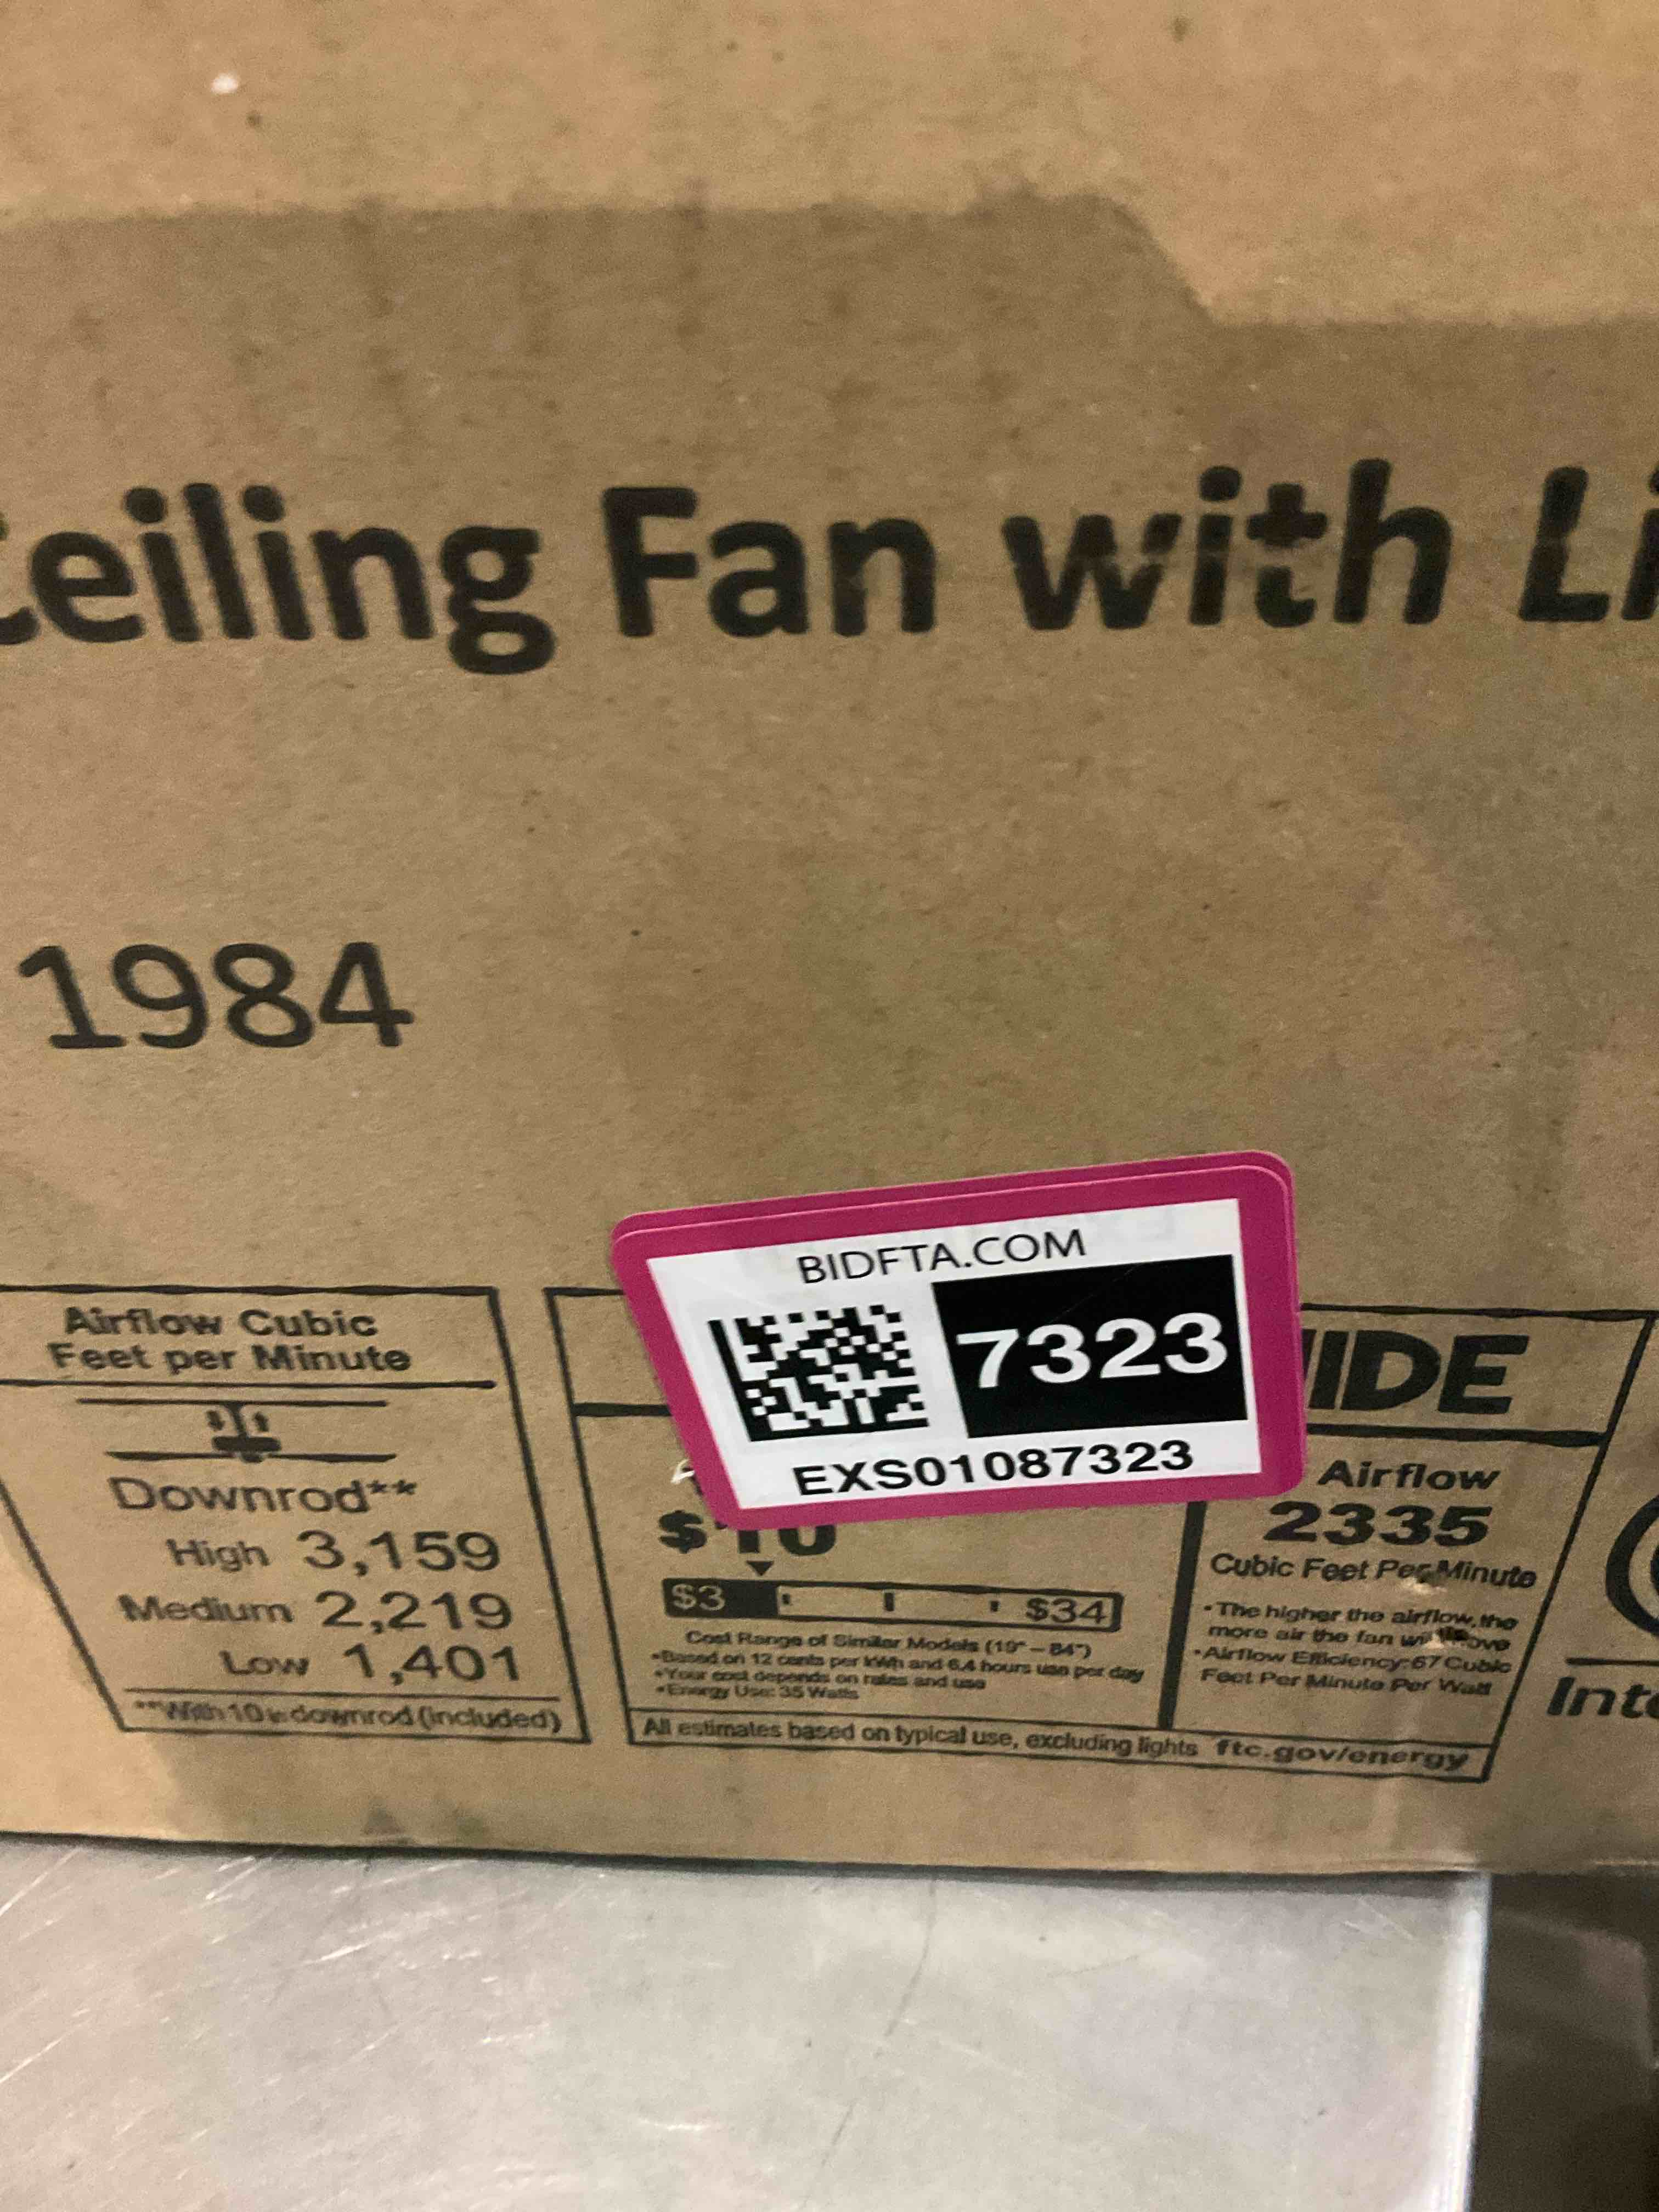 Ceiling Fan with Li
1984
BIDFTA.COM
7323
EXS01087323
Airflow Cubic
Feet per Minute
Downrod**
High 3,159
Medium 2,219
Low 1,401
**With 10 in downrod (included)
IDE
$10
$3 $34
Cost Range of Similar Models (19" – 84")
•Based on 12 cents per kWh and 6.4 hours use per day
•Your cost depends on rates and use
•Energy Use: 35 Watts
Airflow
2335
Cubic Feet Per Minute
•The higher the airflow, the
more air the fan will move
•Airflow Efficiency: 67 Cubic
Feet Per Minute Per Watt
All estimates based on typical use, excluding lights ftc.gov/energy
Inte